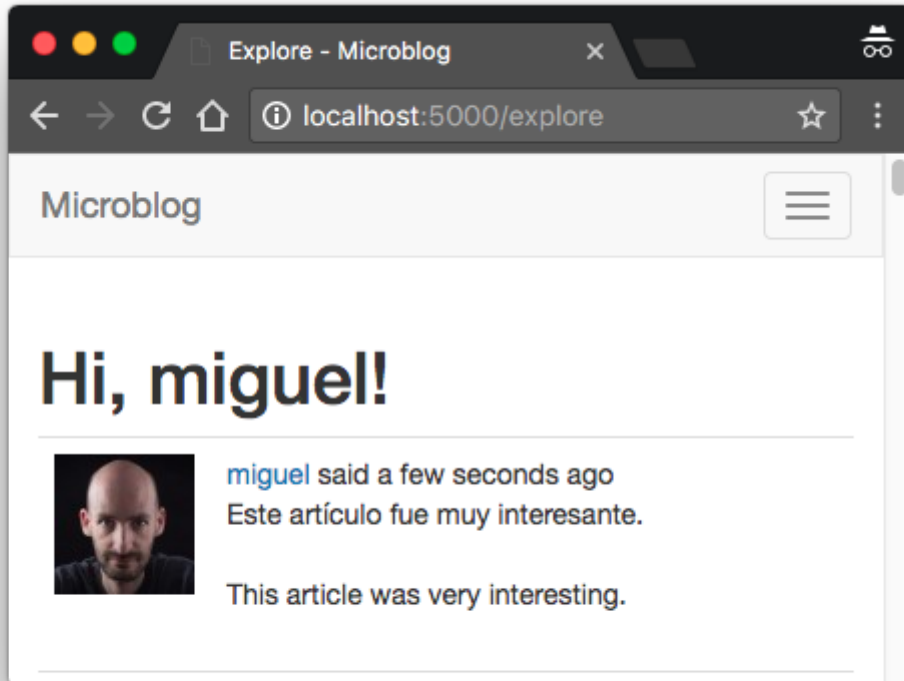 Explore - Microblog
localhost:5000/explore
Microblog
Hi, miguel!
miguel said a few seconds ago
Este artículo fue muy interesante.
This article was very interesting.